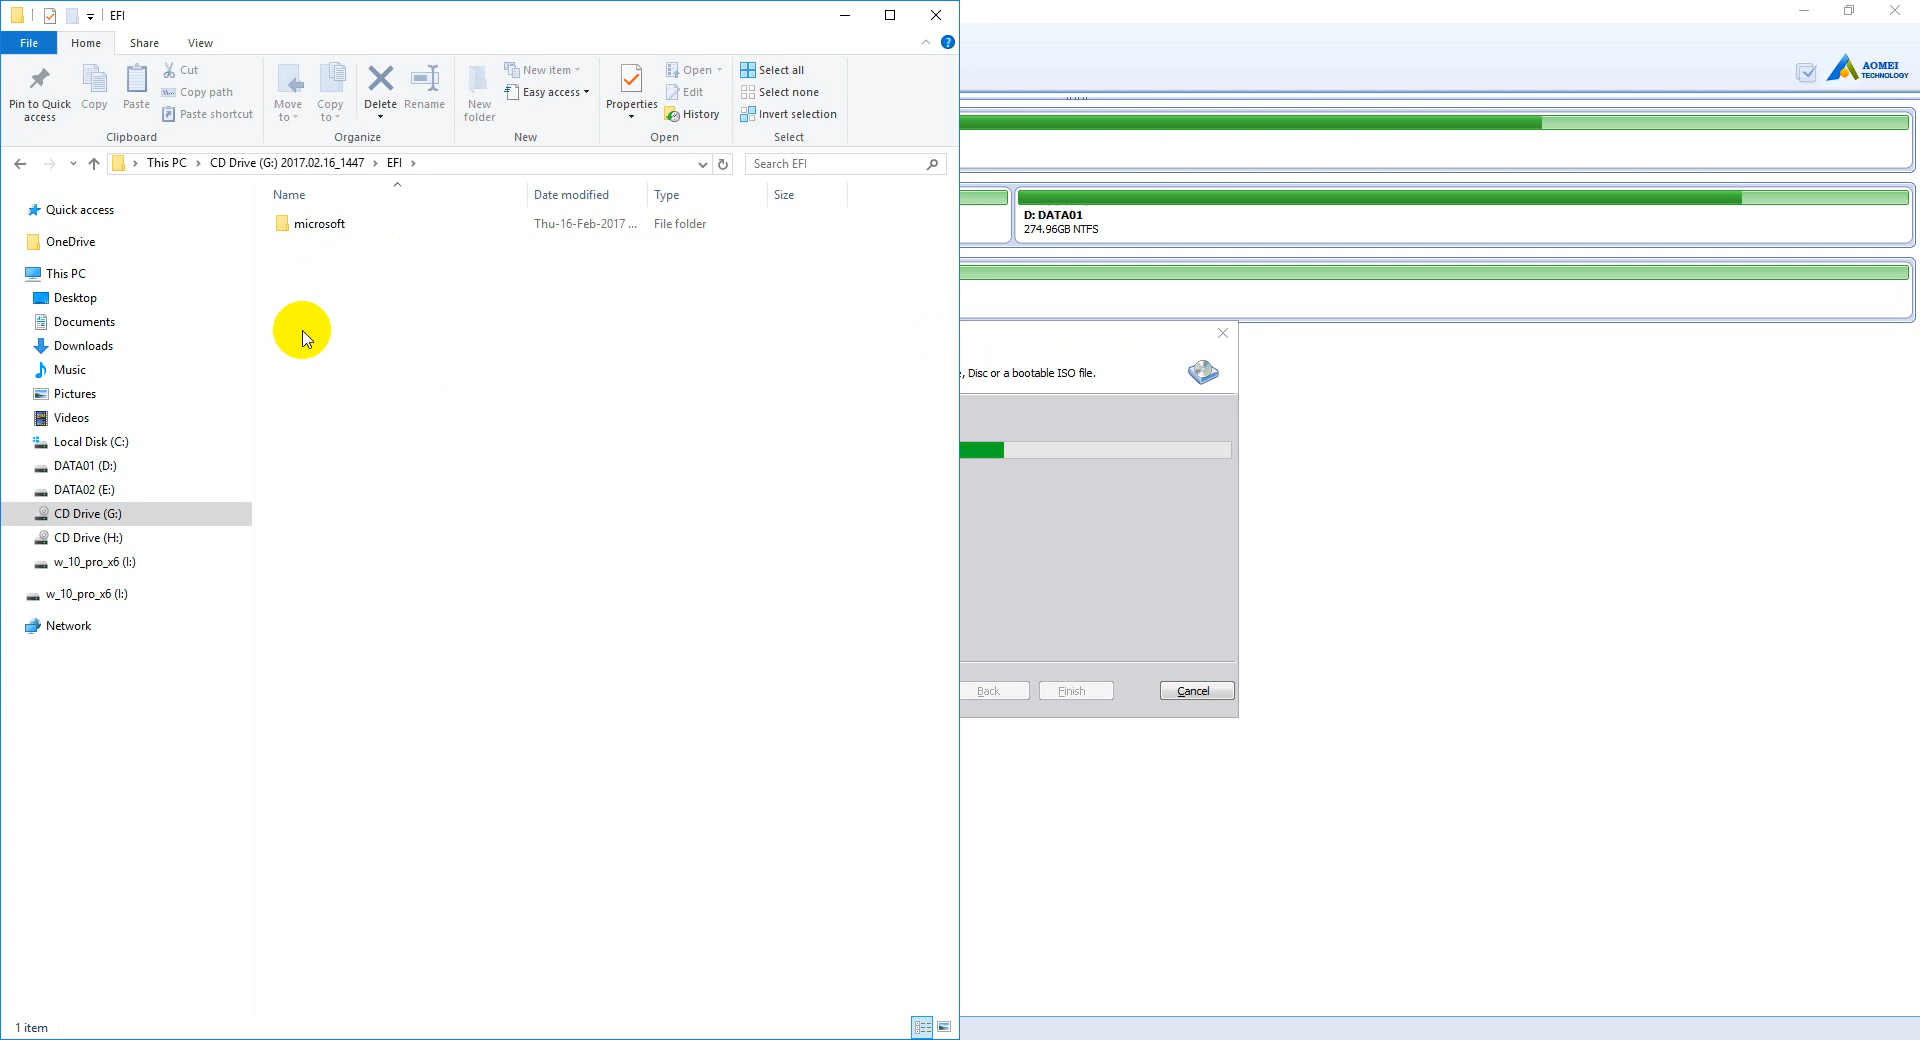 EFI
File Home Share View
Pin to Quick access
Copy
Paste
Cut
Copy path
Paste shortcut
Clipboard
Move to
Copy to
Delete
Rename
Organize
New folder
New item
Easy access
New
Properties
Open
Edit
History
Open
Select all
Select none
Invert selection
Select
This PC CD Drive (G:) 2017.02.16_1447 EFI
Search EFI
Name Date modified Type Size
microsoft Thu-16-Feb-2017 ... File folder
Quick access
OneDrive
This PC
Desktop
Documents
Downloads
Music
Pictures
Videos
Local Disk (C:)
DATA01 (D:)
DATA02 (E:)
CD Drive (G:)
CD Drive (H:)
w_10_pro_x6 (I:)
w_10_pro_x6 (I:)
Network
1 item
AOMEI
TECHNOLOGY
D: DATA01
274.96GB NTFS
, Disc or a bootable ISO file.
Back Finish Cancel